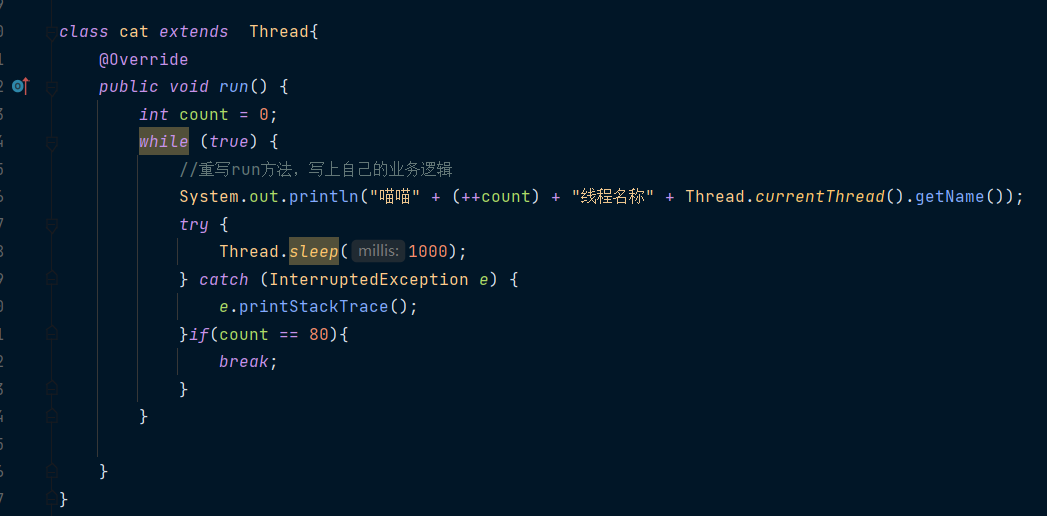 class cat extends  Thread{
    @Override
    public void run() {
        int count = 0;
        while (true) {
            //重写run方法，写上自己的业务逻辑
            System.out.println("喵喵" + (++count) + "线程名称" + Thread.currentThread().getName());
            try {
                Thread.sleep( millis: 1000);
            } catch (InterruptedException e) {
                e.printStackTrace();
            }if(count == 80){
                break;
            }
        }
    }
}